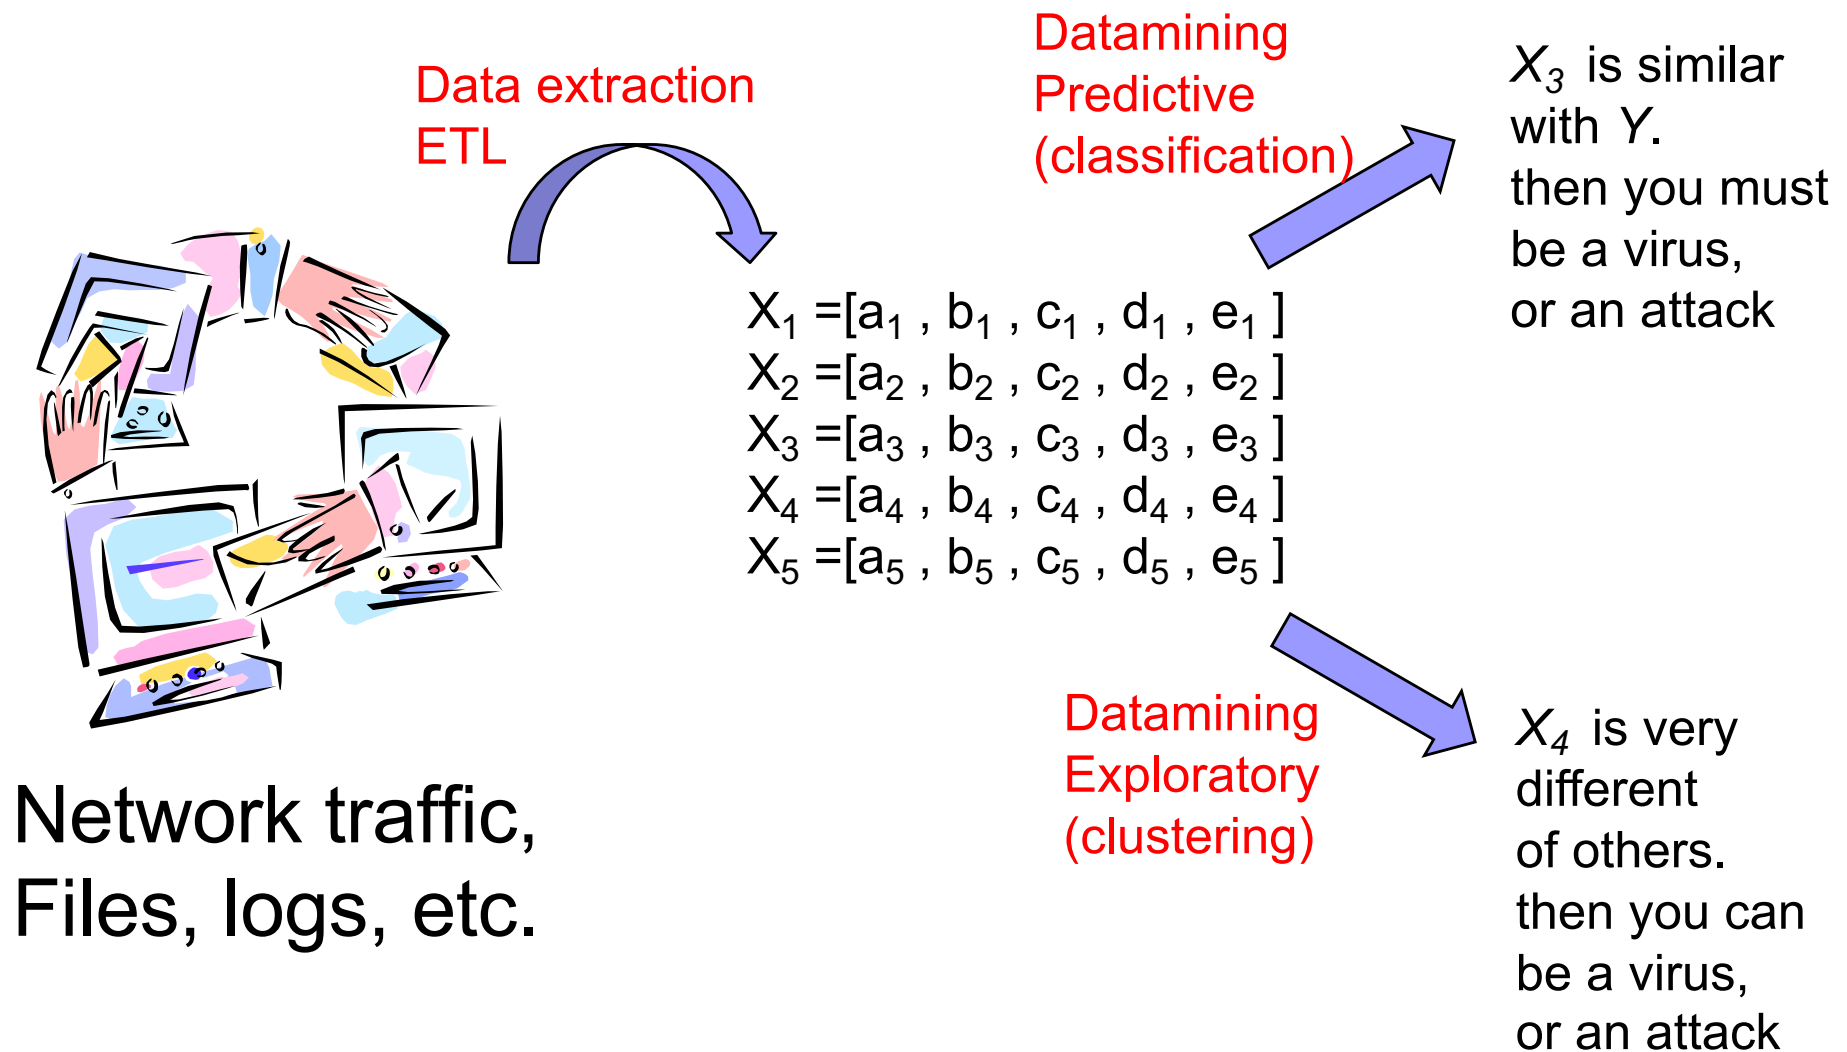 Data extraction
ETL
Datamining
Predictive
(classification)
X₃ is similar
with Y.
then you must
be a virus,
or an attack
X₁ =[a₁ , b₁ , c₁ , d₁ , e₁ ]
X₂ =[a₂ , b₂ , c₂ , d₂ , e₂ ]
X₃ =[a₃ , b₃ , c₃ , d₃ , e₃ ]
X₄ =[a₄ , b₄ , c₄ , d₄ , e₄ ]
X₅ =[a₅ , b₅ , c₅ , d₅ , e₅ ]
Network traffic,
Files, logs, etc.
Datamining
Exploratory
(clustering)
X₄ is very
different
of others.
then you can
be a virus,
or an attack